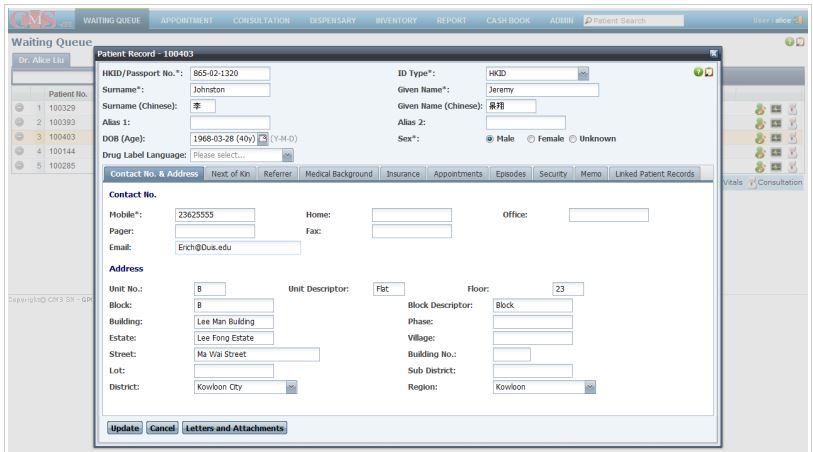 CMS WAITING QUEUE APPOINTMENT CONSULTATION DISPENSARY INVENTORY REPORT CASH BOOK ADMIN Patient Search User : alice
Waiting Queue
Dr. Alice Liu
Patient No.
1 100329
2 100393
3 100403
4 100144
5 100285
Vitals Consultation
Patient Record - 100403
HKID/Passport No.*: 865-02-1320 ID Type*: HKID
Surname*: Johnston Given Name*: Jeremy
Surname (Chinese): 李 Given Name (Chinese):
Alias 1: Alias 2:
DOB (Age): 1968-03-28 (40y) (Y-M-D) Sex*: Male Female Unknown
Drug Label Language: Please select...
Contact No. & Address Next of Kin Referrer Medical Background Insurance Appointments Episodes Security Memo Linked Patient Records
Contact No.
Mobile*: 23625555 Home: Office:
Pager: Fax:
Email: Erich@Duis.edu
Address
Unit No.: B Unit Descriptor: Flat Floor: 23
Block: B Block Descriptor: Block
Building: Lee Man Building Phase:
Estate: Lee Fong Estate Village:
Street: Ma Wai Street Building No.:
Lot: Sub District:
District: Kowloon City Region: Kowloon
Update Cancel Letters and Attachments